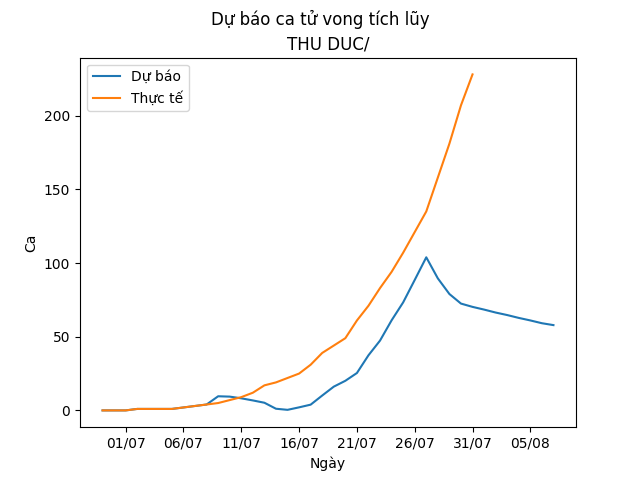 Dự báo ca tử vong tích lũy
THU DUC/
Dự báo
Thực tế
200
150
100
50
0
Ca
01/07 06/07 11/07 16/07 21/07 26/07 31/07 05/08
Ngày